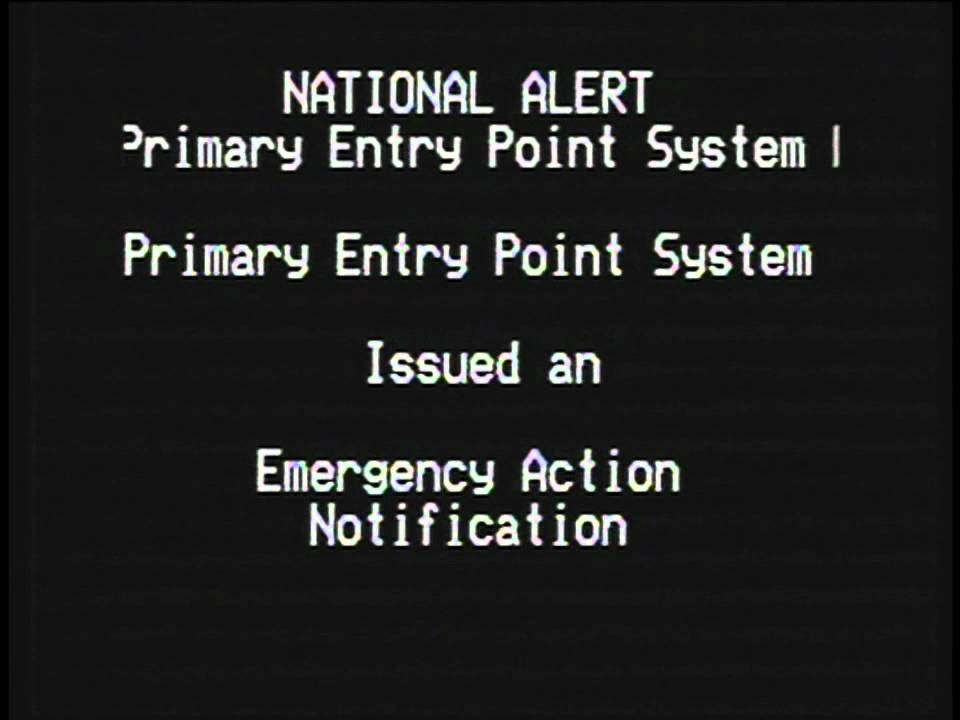 NATIONAL ALERT
Primary Entry Point System
Primary Entry Point System
Issued an
Emergency Action
Notification